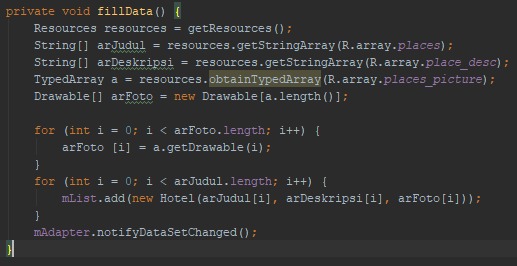 private void fillData() {
    Resources resources = getResources();
    String[] arJudul = resources.getStringArray(R.array.places);
    String[] arDeskripsi = resources.getStringArray(R.array.place_desc);
    TypedArray a = resources.obtainTypedArray(R.array.places_picture);
    Drawable[] arFoto = new Drawable[a.length()];
    for (int i = 0; i < arFoto.length; i++) {
        arFoto [i] = a.getDrawable(i);
    }
    for (int i = 0; i < arJudul.length; i++) {
        mList.add(new Hotel(arJudul[i], arDeskripsi[i], arFoto[i]));
    }
    mAdapter.notifyDataSetChanged();
}